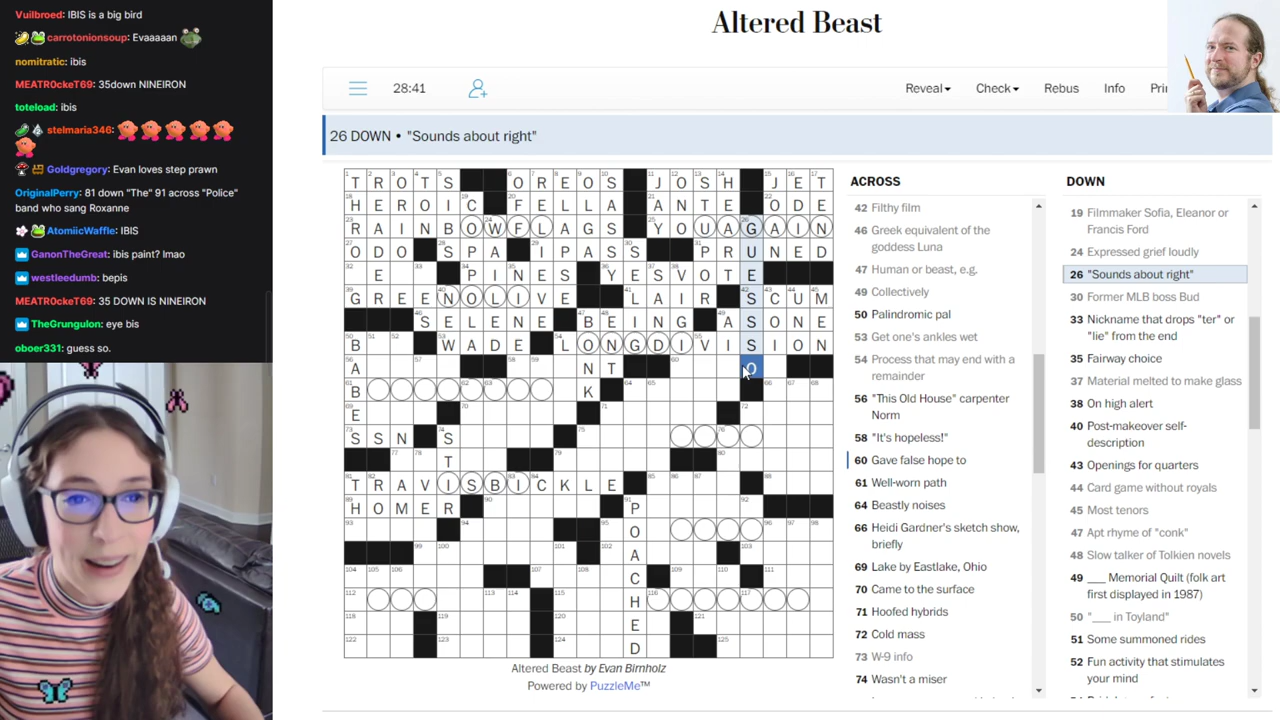 Vuilbroed: IBIS is a big bird
carrotonionsoup: Evaaaaan
nomitratic: ibis
MEATR0ckeT69: 35down NINEIRON
toteload: ibis
stelmaria346:
Goldgregory: Evan loves step prawn
OriginalPerry: 81 down "The" 91 across "Police"
band who sang Roxanne
AtomiicWaffle: IBIS
GanonTheGreat: ibis paint? lmao
westleedumb: bepis
MEATR0ckeT69: 35 DOWN IS NINEIRON
TheGrungulon: eye bis
oboer331: guess so.
Altered Beast
28:41
Reveal
Check
Rebus
Info
26 DOWN • "Sounds about right"
T R O T S O R E O S J O S H J E T
H E R O I C F E L L A A N T E O D E
R A I N B O W F L A G S Y O U A G A I N
O D O S P A I P A S S P R U N E D
E P I N E S Y E S V O T E
G R E E N O L I V E L A I R S C U M
S E L E N E B E I N G A S O N E
B W A D E L O N G D I V I S I O N
A N T O
B K
E
S S N S
T
T R A V I S B I C K L E
H O M E R P
O
A
C
H
E
D
Altered Beast by Evan Birnholz
Powered by PuzzleMe™
ACROSS
42 Filthy film
46 Greek equivalent of the
goddess Luna
47 Human or beast, e.g.
49 Collectively
50 Palindromic pal
53 Get one's ankles wet
54 Process that may end with a
remainder
56 "This Old House" carpenter
Norm
58 "It's hopeless!"
60 Gave false hope to
61 Well-worn path
64 Beastly noises
66 Heidi Gardner's sketch show,
briefly
69 Lake by Eastlake, Ohio
70 Came to the surface
71 Hoofed hybrids
72 Cold mass
73 W-9 info
74 Wasn't a miser
DOWN
19 Filmmaker Sofia, Eleanor or
Francis Ford
24 Expressed grief loudly
26 "Sounds about right"
30 Former MLB boss Bud
33 Nickname that drops "ter" or
"lie" from the end
35 Fairway choice
37 Material melted to make glass
38 On high alert
40 Post-makeover self-
description
43 Openings for quarters
44 Card game without royals
45 Most tenors
47 Apt rhyme of "conk"
48 Slow talker of Tolkien novels
49 ___ Memorial Quilt (folk art
first displayed in 1987)
50 "___ in Toyland"
51 Some summoned rides
52 Fun activity that stimulates
your mind